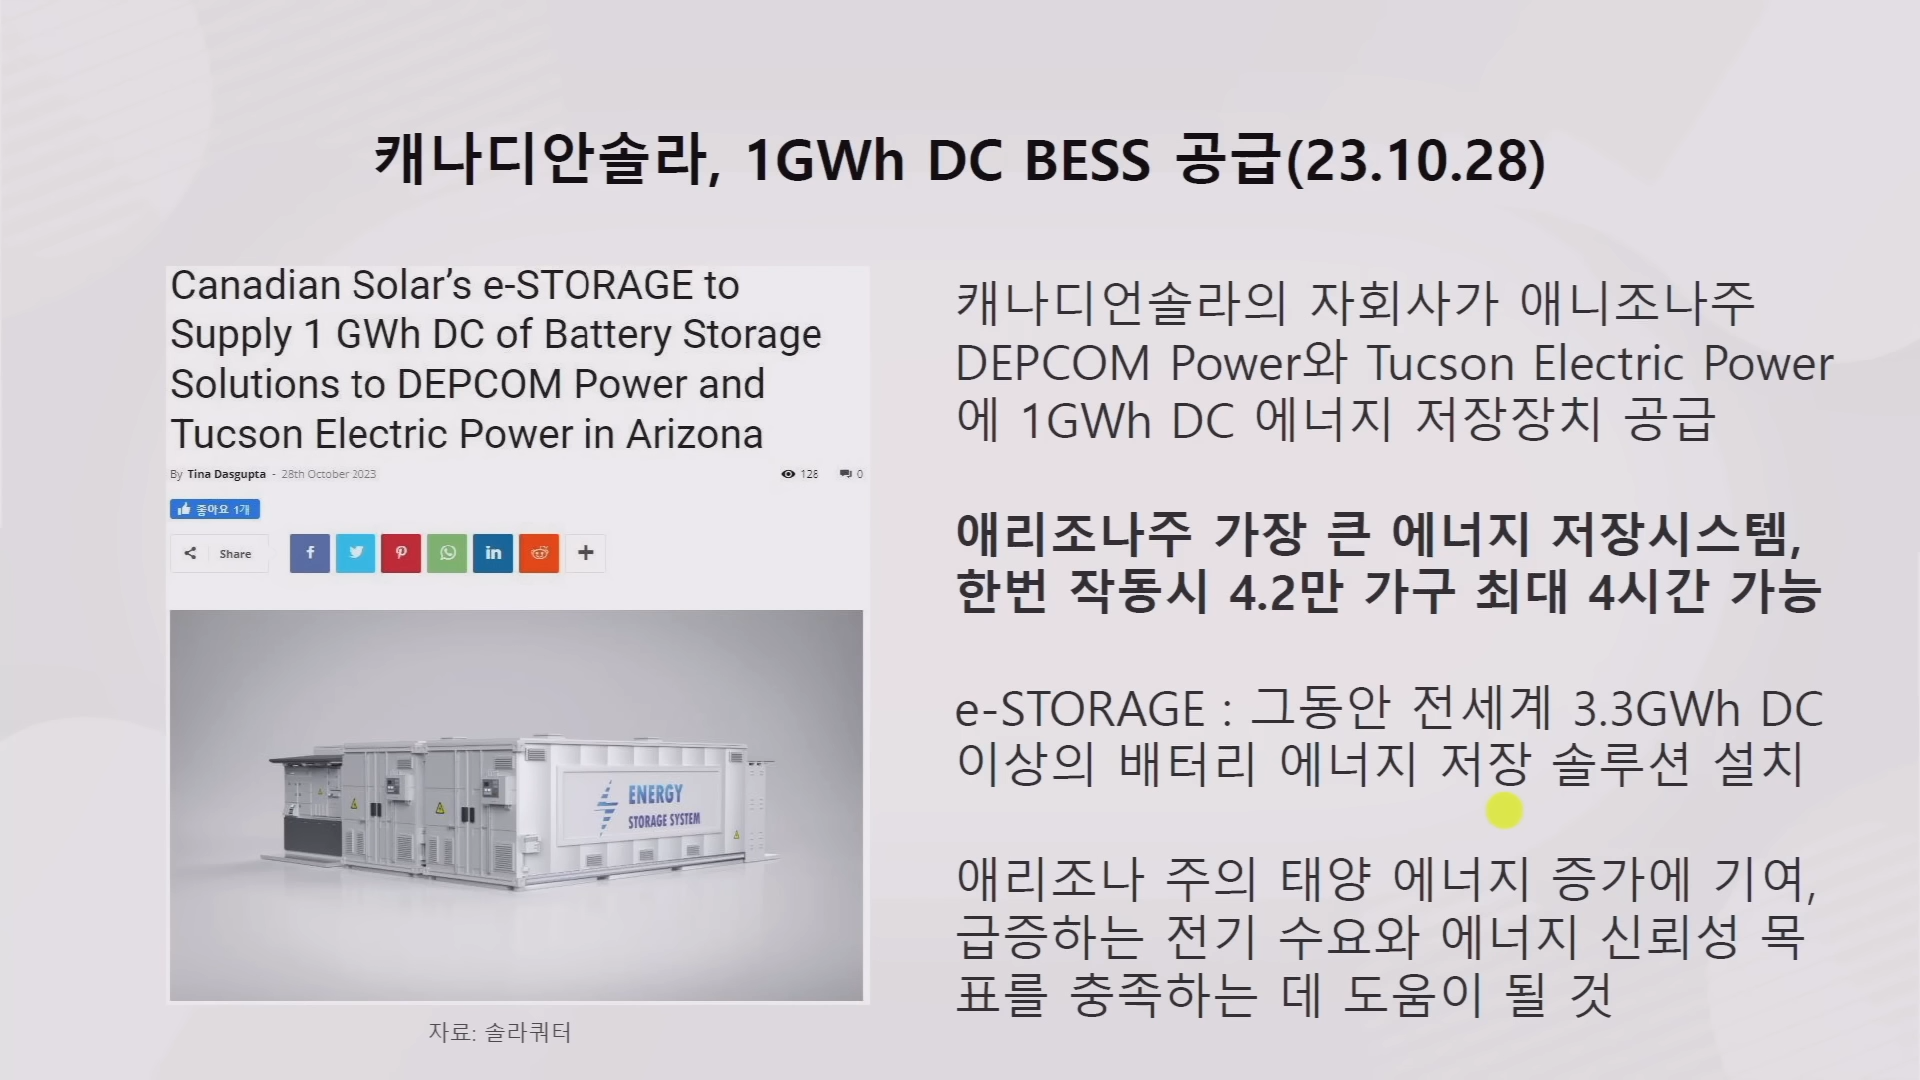 캐나디안솔라, 1GWh DC BESS 공급(23.10.28)
Canadian Solar’s e-STORAGE to
Supply 1 GWh DC of Battery Storage
Solutions to DEPCOM Power and
Tucson Electric Power in Arizona
By Tina Dasgupta - 28th October 2023
128
0
좋아요 1개
Share
ENERGY
STORAGE SYSTEM
자료: 솔라쿼터
캐나디언솔라의 자회사가 애니조나주
DEPCOM Power와 Tucson Electric Power
에 1GWh DC 에너지 저장장치 공급
애리조나주 가장 큰 에너지 저장시스템,
한번 작동시 4.2만 가구 최대 4시간 가능
e-STORAGE : 그동안 전세계 3.3GWh DC
이상의 배터리 에너지 저장 솔루션 설치
애리조나 주의 태양 에너지 증가에 기여,
급증하는 전기 수요와 에너지 신뢰성 목
표를 충족하는 데 도움이 될 것